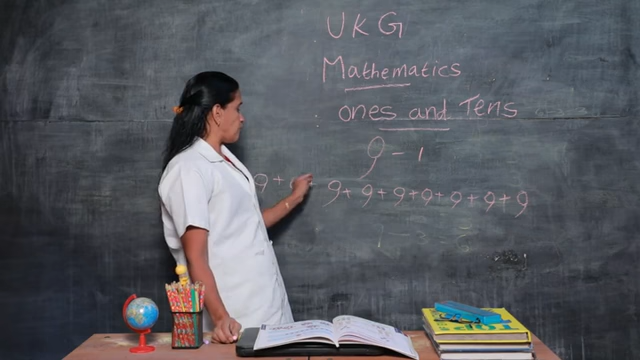 UKG
Mathematics
ones and Tens
9 - 1
9 + 9 + 9 + 9 + 9 + 9 + 9 + 9